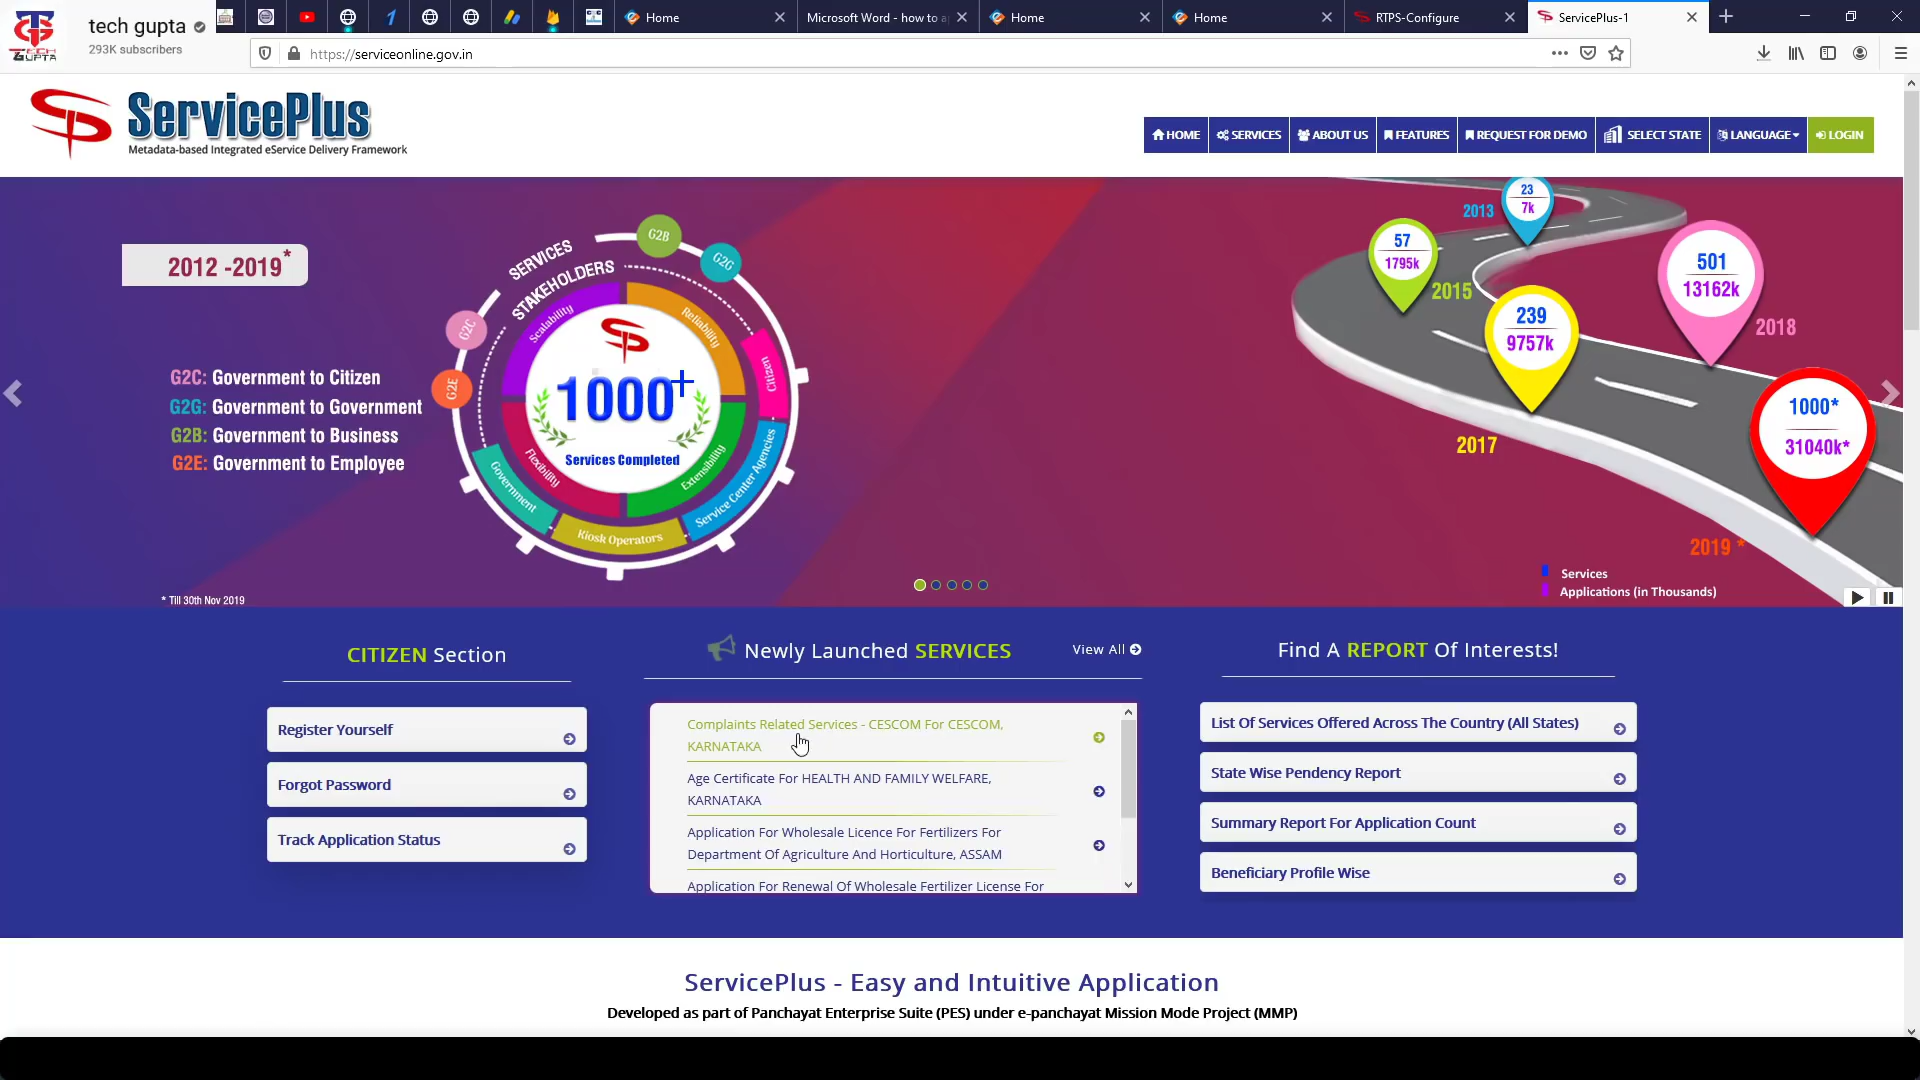 tech gupta
293K subscribers
TECH
GUPTA
Home
Microsoft Word - how to a
Home
Home
RTPS-Configure
ServicePlus-1
https://serviceonline.gov.in
ServicePlus
Metadata-based Integrated eService Delivery Framework
HOME
SERVICES
ABOUT US
FEATURES
REQUEST FOR DEMO
SELECT STATE
LANGUAGE
LOGIN
2012 -2019*
G2C: Government to Citizen
G2G: Government to Government
G2B: Government to Business
G2E: Government to Employee
* Till 30th Nov 2019
SERVICES
STAKEHOLDERS
G2B
G2G
G2C
G2E
Scalability
Reliability
Flexibility
Extensibility
Citizen
Service Center Agencies
Kiosk Operators
Government
1000+
Services Completed
2013
23
7k
57
1795k
2015
239
9757k
2017
501
13162k
2018
1000*
31040k*
2019 *
Services
Applications (in Thousands)
CITIZEN Section
Register Yourself
Forgot Password
Track Application Status
Newly Launched SERVICES
View All
Complaints Related Services - CESCOM For CESCOM,
KARNATAKA
Age Certificate For HEALTH AND FAMILY WELFARE,
KARNATAKA
Application For Wholesale Licence For Fertilizers For
Department Of Agriculture And Horticulture, ASSAM
Application For Renewal Of Wholesale Fertilizer License For
Find A REPORT Of Interests!
List Of Services Offered Across The Country (All States)
State Wise Pendency Report
Summary Report For Application Count
Beneficiary Profile Wise
ServicePlus - Easy and Intuitive Application
Developed as part of Panchayat Enterprise Suite (PES) under e-panchayat Mission Mode Project (MMP)